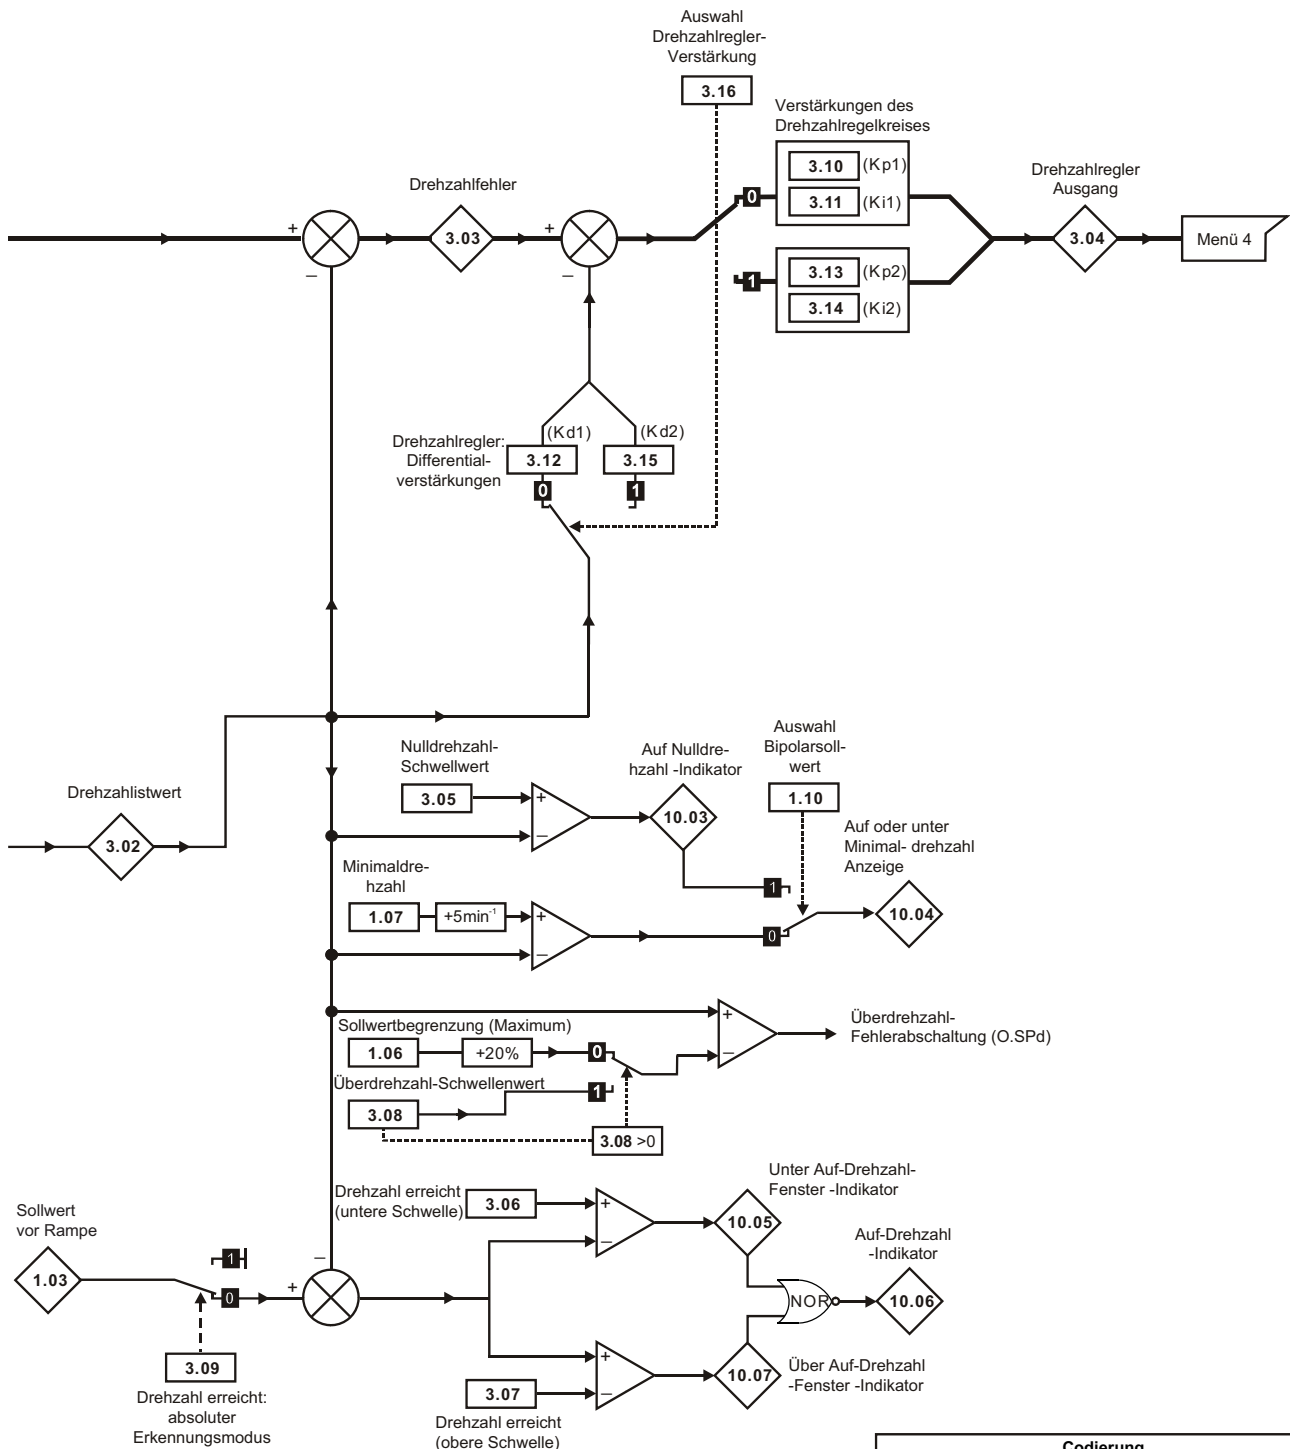 Auswahl
Drehzahlregler-
Verstärkung
3.16
Verstärkungen des
Drehzahlregelkreises
3.10 (Kp1)
3.11 (Ki1)
0
Drehzahlfehler
+
−
3.03
+
−
Drehzahlregler
Ausgang
3.04
Menü 4
1
3.13 (Kp2)
3.14 (Ki2)
Drehzahlregler:
Differential-
verstärkungen
(Kd1)
(Kd2)
3.12
3.15
0
1
Drehzahlistwert
3.02
Nulldrehzahl-
Schwellwert
3.05
+
−
Auf Nulldre-
hzahl -Indikator
10.03
Auswahl
Bipolarsoll-
wert
1.10
Auf oder unter
Minimal- drehzahl
Anzeige
10.04
1
0
Minimaldre-
hzahl
1.07
+5min-1
+
−
Sollwertbegrenzung (Maximum)
1.06
+20%
0
+
−
Überdrehzahl-
Fehlerabschaltung (O.SPd)
Überdrehzahl-Schwellenwert
3.08
1
3.08 >0
Drehzahl erreicht
(untere Schwelle)
3.06
+
−
Unter Auf-Drehzahl-
Fenster -Indikator
10.05
Sollwert
vor Rampe
1.03
1
0
+
−
NOR
Auf-Drehzahl
-Indikator
10.06
3.09
Drehzahl erreicht:
absoluter
Erkennungsmodus
3.07
Drehzahl erreicht
(obere Schwelle)
+
−
10.07
Über Auf-Drehzahl
-Fenster -Indikator
Codierung